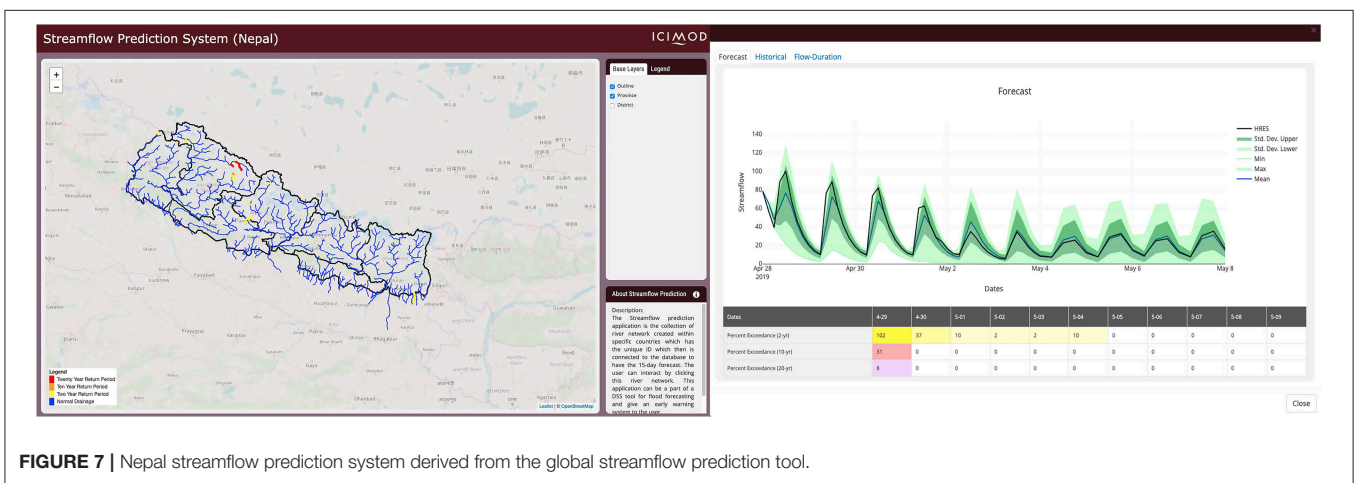 Streamflow Prediction System (Nepal)
ICIMOD
+
−
Lucknow
Kanpur
Faizabad
Prayagraj
Varanasi
Patna
Dhanbad
Guwahati
Agartala
Legend
Twenty Year Return Period
Ten Year Return Period
Two Year Return Period
Normal Drainage
Leaflet | © OpenStreetMap
Base Layers Legend
Outline
Province
District
About Streamflow Prediction
Description:
The Streamflow prediction
application is the collection of
river network created within
specific countries which has
the unique ID which then is
connected to the database to
have the 15-day forecast. The
user can interact by clicking
this river network. This
application can be a part of a
DSS tool for flood forecasting
and give an early warning
system to the user.
x
Forecast Historical Flow-Duration
Forecast
Streamflow
140
120
100
80
60
40
20
0
Apr 28
2019
Apr 30
May 2
May 4
May 6
May 8
Dates
HRES
Std. Dev. Upper
Std. Dev. Lower
Min
Max
Mean
Dates 4-29 4-30 5-01 5-02 5-03 5-04 5-05 5-06 5-07 5-08 5-09
Percent Exceedance (2-yr) 102 37 10 2 2 10 0 0 0 0 0
Percent Exceedance (10-yr) 31 0 0 0 0 0 0 0 0 0 0
Percent Exceedance (20-yr) 8 0 0 0 0 0 0 0 0 0 0
Close
FIGURE 7 | Nepal streamflow prediction system derived from the global streamflow prediction tool.